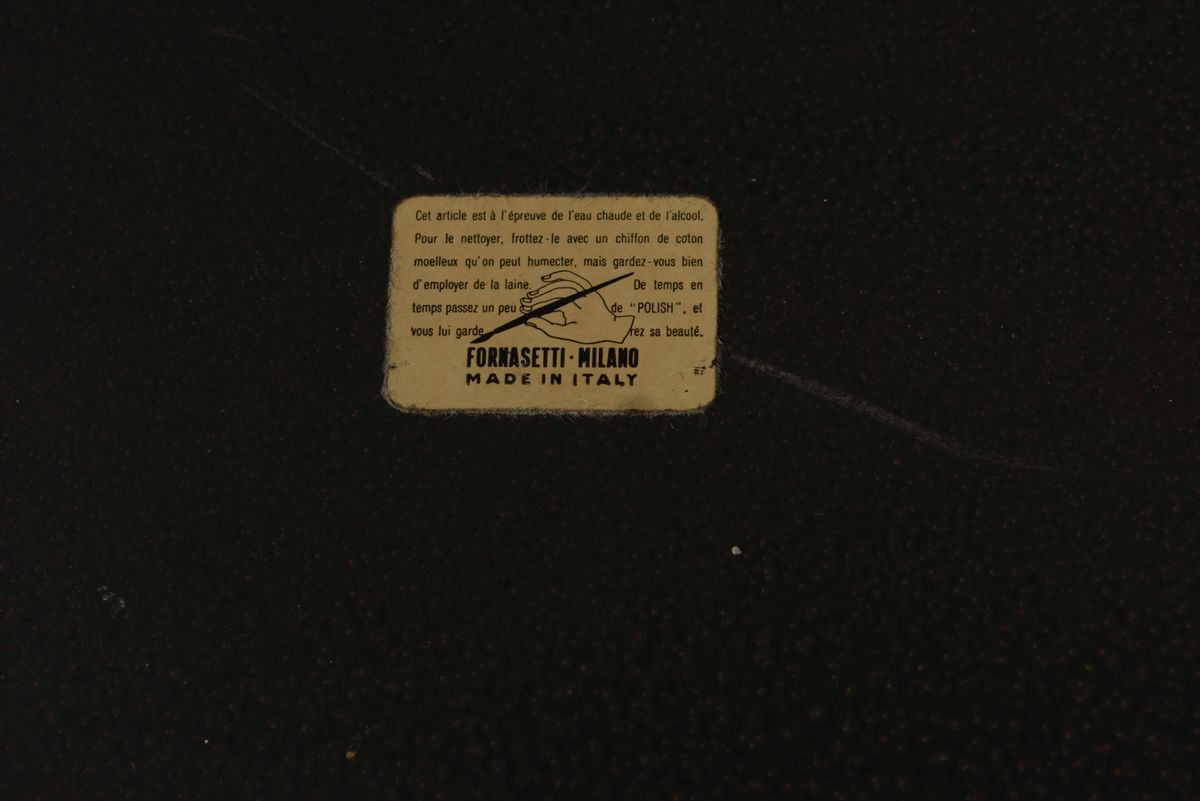 Cet article est à l'épreuve de l'eau chaude et de l'alcool.
Pour le nettoyer, frottez-le avec un chiffon de coton
moelleux qu'on peut humecter, mais gardez-vous bien
d'employer de la laine. De temps en
temps passez un peu de "POLISH", et
vous lui garde rez sa beauté.
FORNASETTI · MILANO
MADE IN ITALY